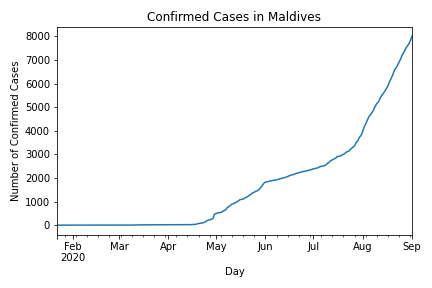 Confirmed Cases in Maldives
Number of Confirmed Cases
8000
7000
6000
5000
4000
3000
2000
1000
0
Feb Mar Apr May Jun Jul Aug Sep
2020
Day